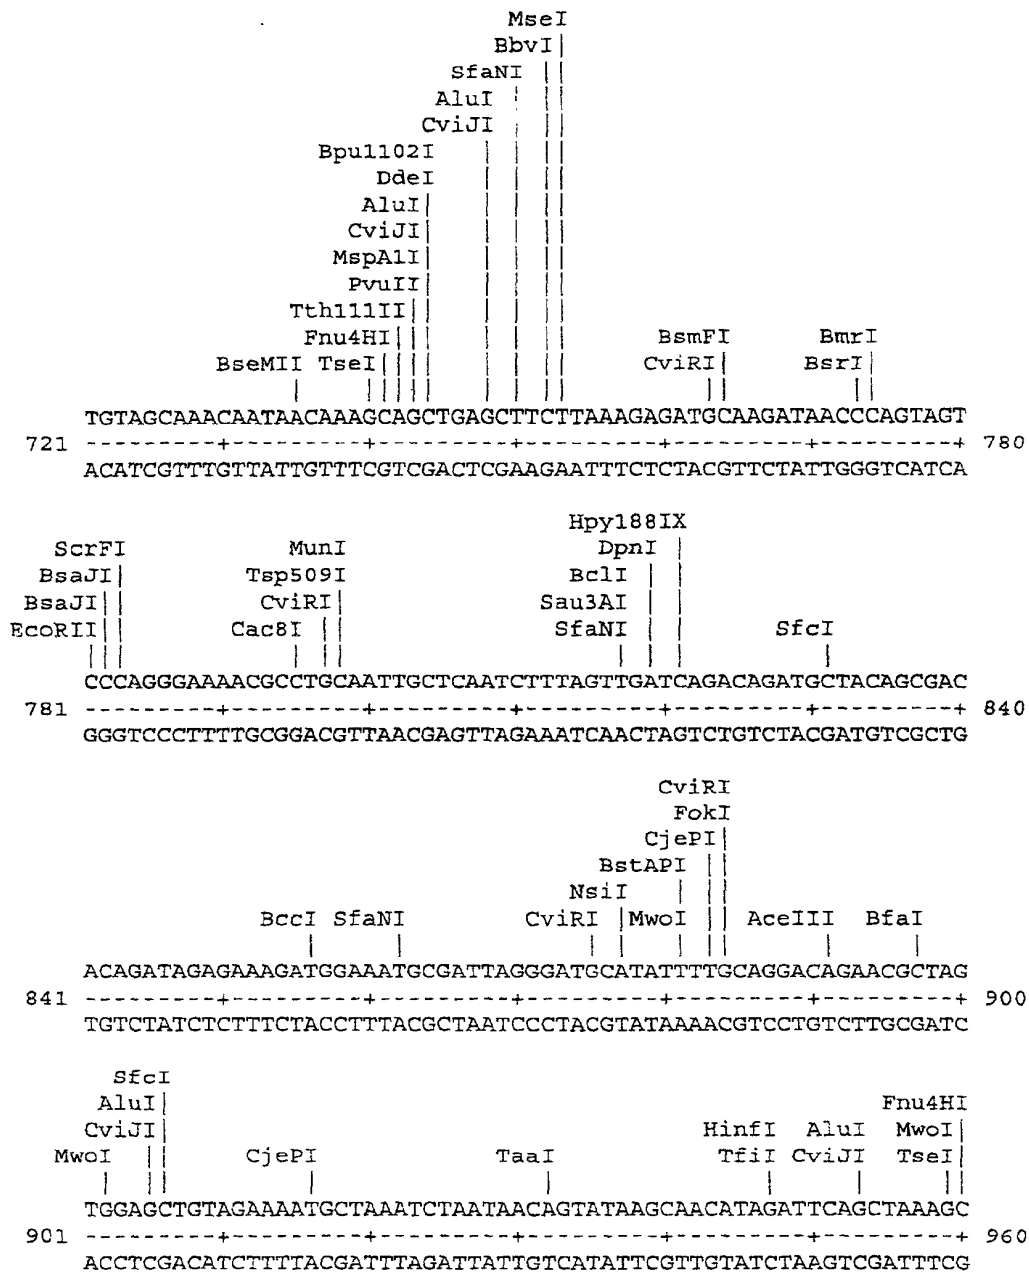 MseI
BbvI
SfaNI
AluI
CviJI
Bpu1102I
DdeI
AluI
CviJI
MspA1I
PvuII
Tth111II
Fnu4HI BsmFI BmrI
BseMII TseI CviRI BsrI
TGTAGCAAACAATAACAAAGCAGCTGAGCTTCTTAAAGAGATGCAAGATAACCCAGTAGT
721 ---------+---------+---------+---------+---------+---------+ 780
ACATCGTTTGTTATTGTTTCGTCGACTCGAAGAATTTCTCTACGTTCTATTGGGTCATCA
Hpy188IX
ScrFI MunI DpnI
BsaJI Tsp509I BclI
BsaJI CviRI Sau3AI
EcoRII Cac8I SfaNI SfcI
CCCAGGGAAAACGCCTGCAATTGCTCAATCTTTAGTTGATCAGACAGATGCTACAGCGAC
781 ---------+---------+---------+---------+---------+---------+ 840
GGGTCCCTTTTGCGGACGTTAACGAGTTAGAAATCAACTAGTCTGTCTACGATGTCGCTG
CviRI
FokI
CjePI
BstAPI
NsiI
BccI SfaNI CviRI MwoI AceIII BfaI
ACAGATAGAGAAAGATGGAAATGCGATTAGGGATGCATATTTTGCAGGACAGAACGCTAG
841 ---------+---------+---------+---------+---------+---------+ 900
TGTCTATCTCTTTCTACCTTTACGCTAATCCCTACGTATAAAACGTCCTGTCTTGCGATC
SfcI
AluI Fnu4HI
CviJI HinfI AluI MwoI
MwoI CjePI TaaI TfiI CviJI TseI
TGGAGCTGTAGAAAATGCTAAATCTAATAACAGTATAAGCAACATAGATTCAGCTAAAGC
901 ---------+---------+---------+---------+---------+---------+ 960
ACCTCGACATCTTTTACGATTTAGATTATTGTCATATTCGTTGTATCTAAGTCGATTTCG